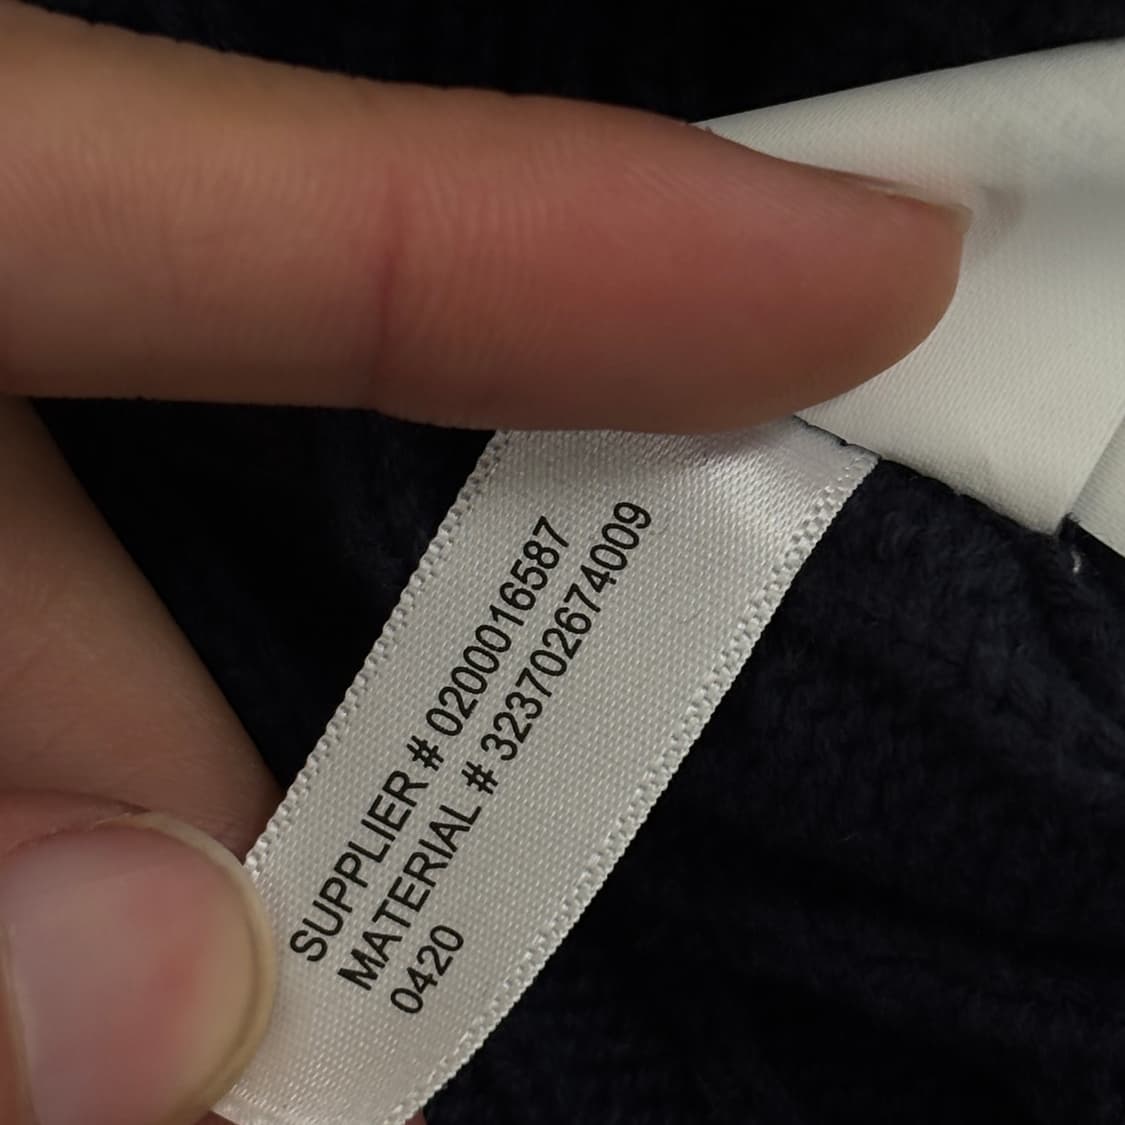 SUPPLIER # 0200016587
MATERIAL # 323702674009
0420